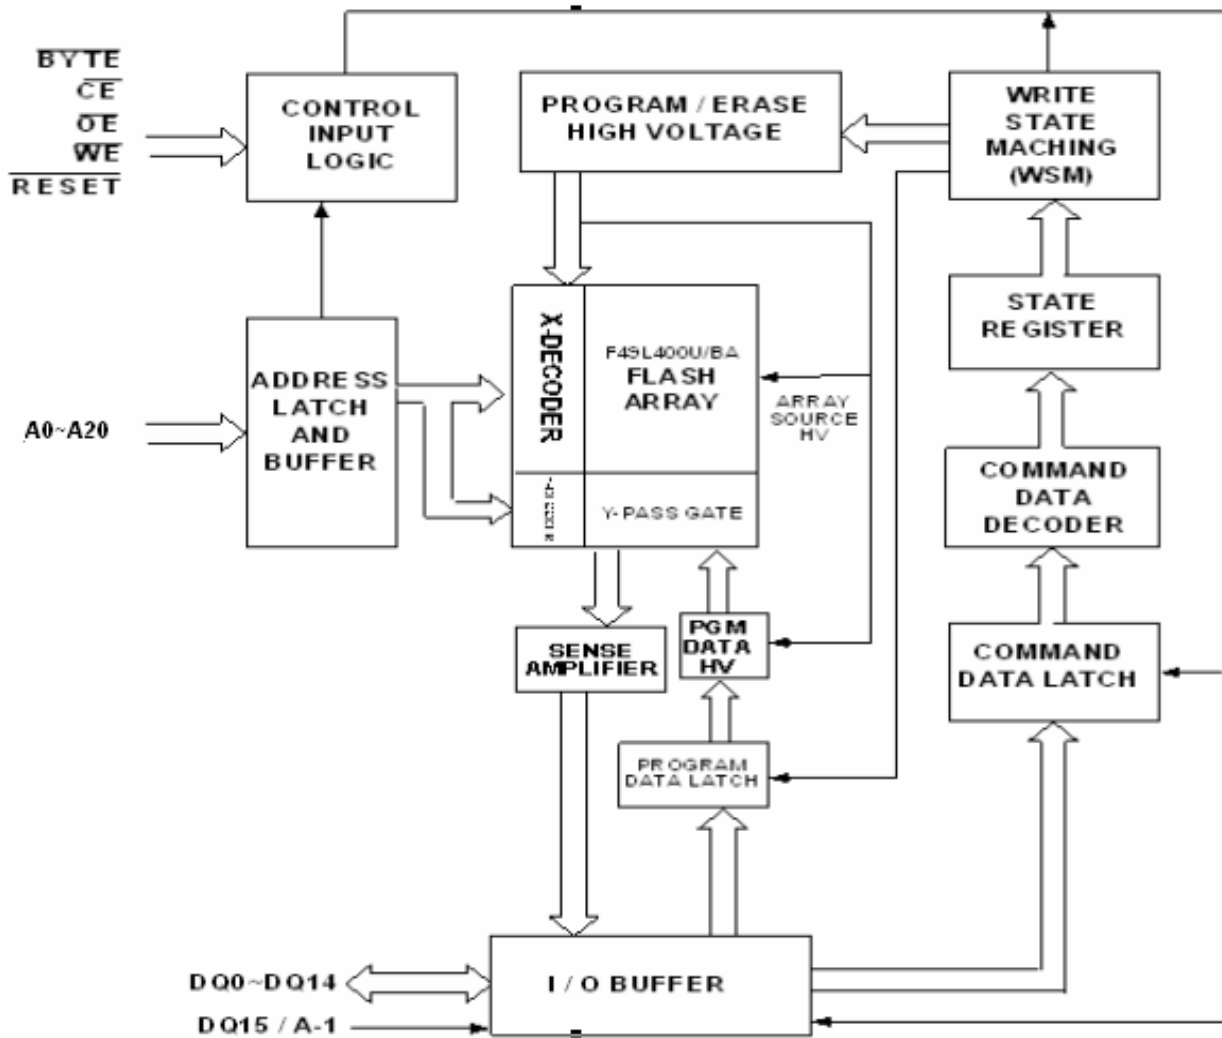 BYTE
CE
OE
WE
RESET
CONTROL
INPUT
LOGIC
PROGRAM / ERASE
HIGH VOLTAGE
WRITE
STATE
MACHING
(WSM)
STATE
REGISTER
A0~A20
ADDRESS
LATCH
AND
BUFFER
X-DECODER
F49L400U/BA
FLASH
ARRAY
ARRAY
SOURCE
HV
Y-PASS GATE
COMMAND
DATA
DECODER
SENSE
AMPLIFIER
PGM
DATA
HV
COMMAND
DATA LATCH
PROGRAM
DATA LATCH
DQ0~DQ14
I / O BUFFER
DQ15 / A-1